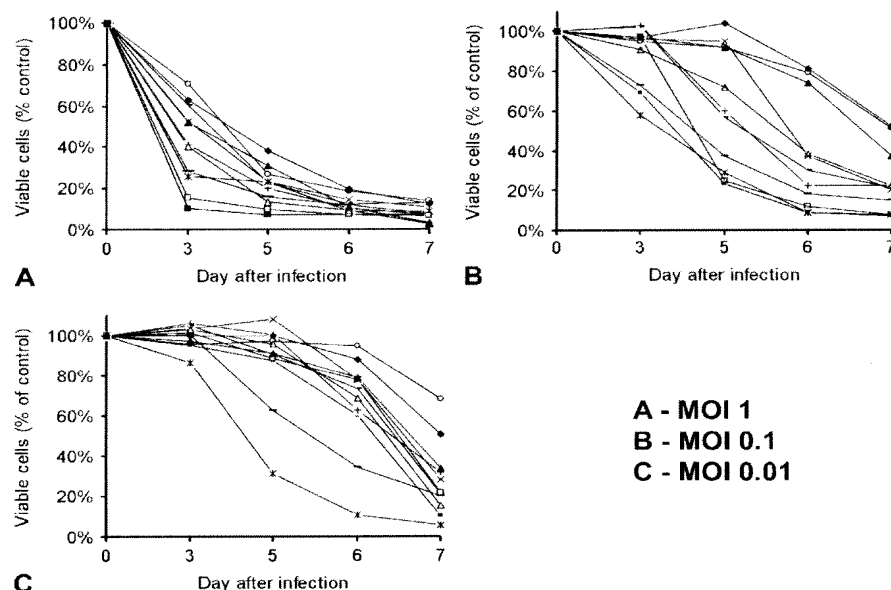 Viable cells (% of control)
100%
80%
60%
40%
20%
0%
0 3 5 6 7
Day after infection
A
Viable cells (% of control)
100%
80%
60%
40%
20%
0%
0 3 5 6 7
Day after infection
B
Viable cells (% of control)
100%
80%
60%
40%
20%
0%
0 3 5 6 7
Day after infection
C
A - MOI 1
B - MOI 0.1
C - MOI 0.01